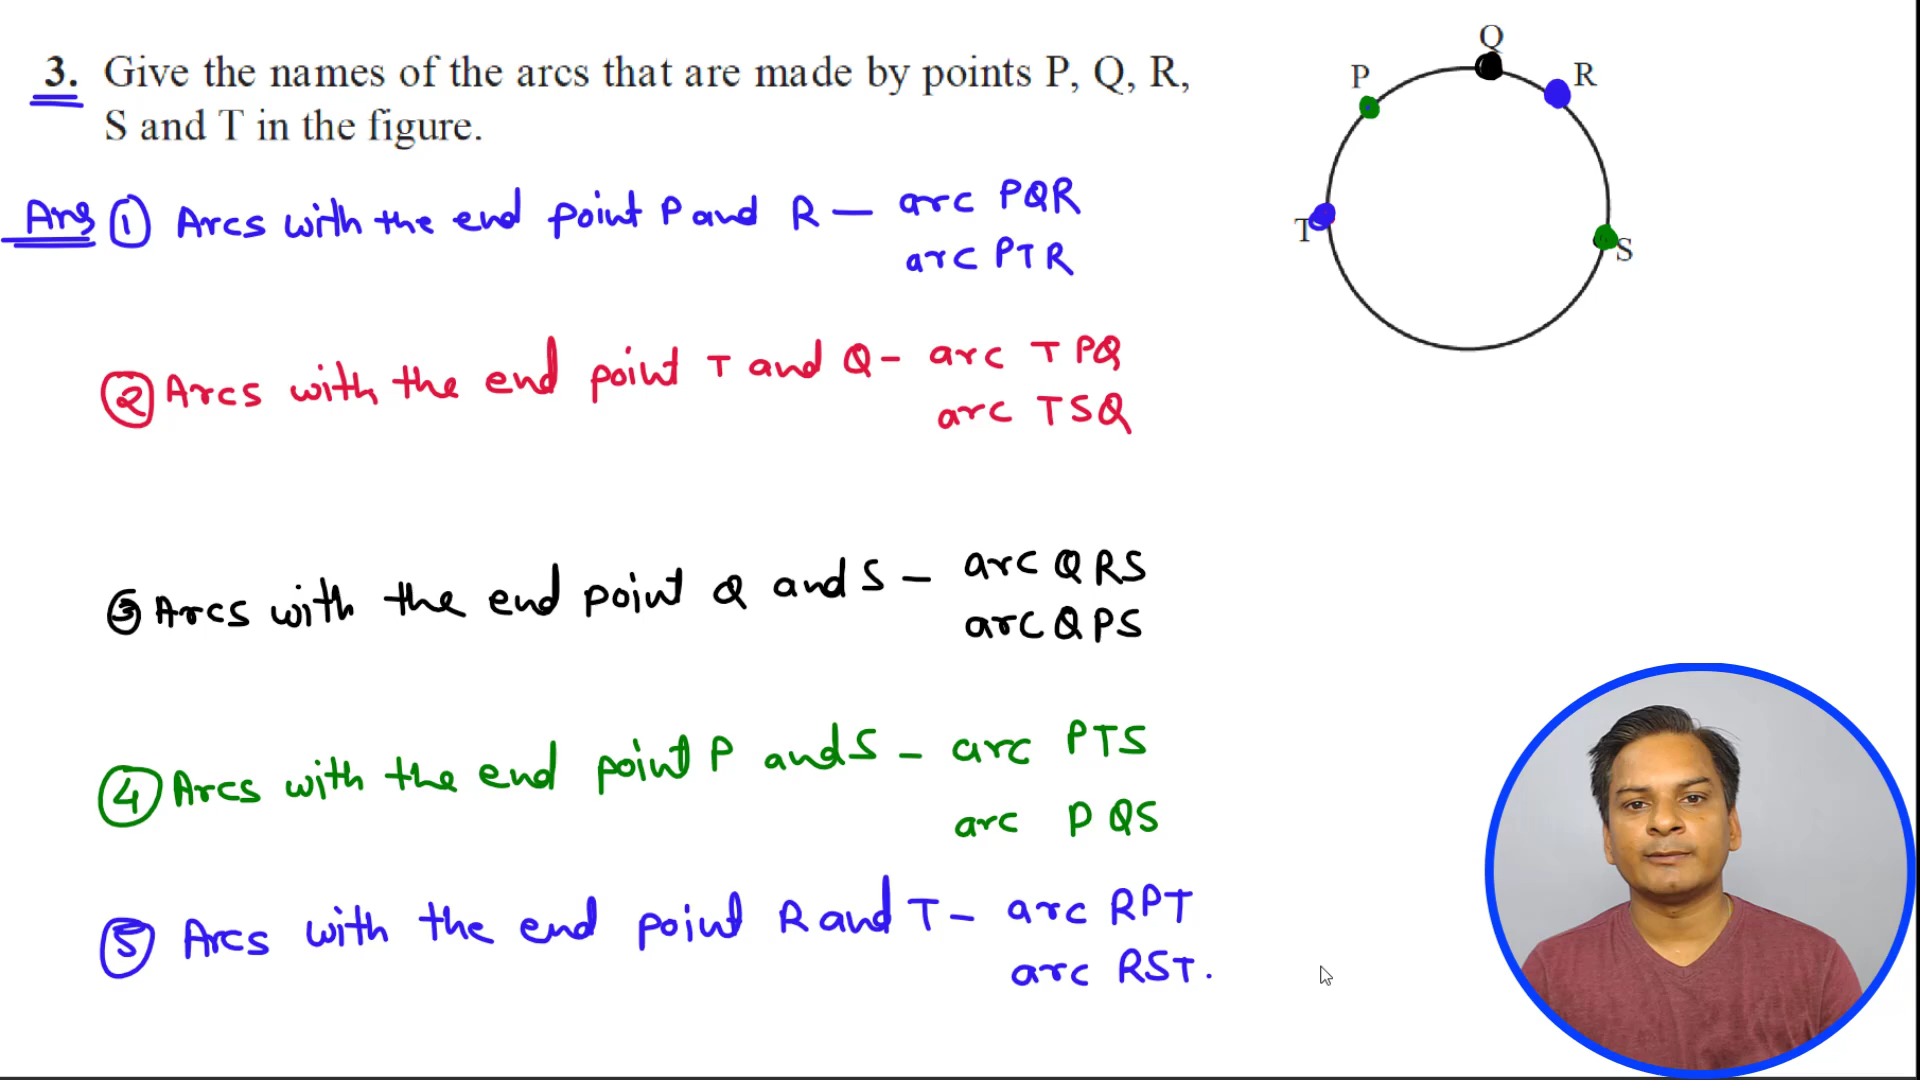 3. Give the names of the arcs that are made by points P, Q, R,
S and T in the figure.
Ans ① Arcs with the end point P and R — arc PQR
arc PTR
② Arcs with the end point T and Q - arc TPQ
arc TSQ
③ Arcs with the end point Q and S - arc QRS
arc QPS
④ Arcs with the end point P and S - arc PTS
arc PQS
⑤ Arcs with the end point R and T - arc RPT
arc RST.
Q
P
R
T
S